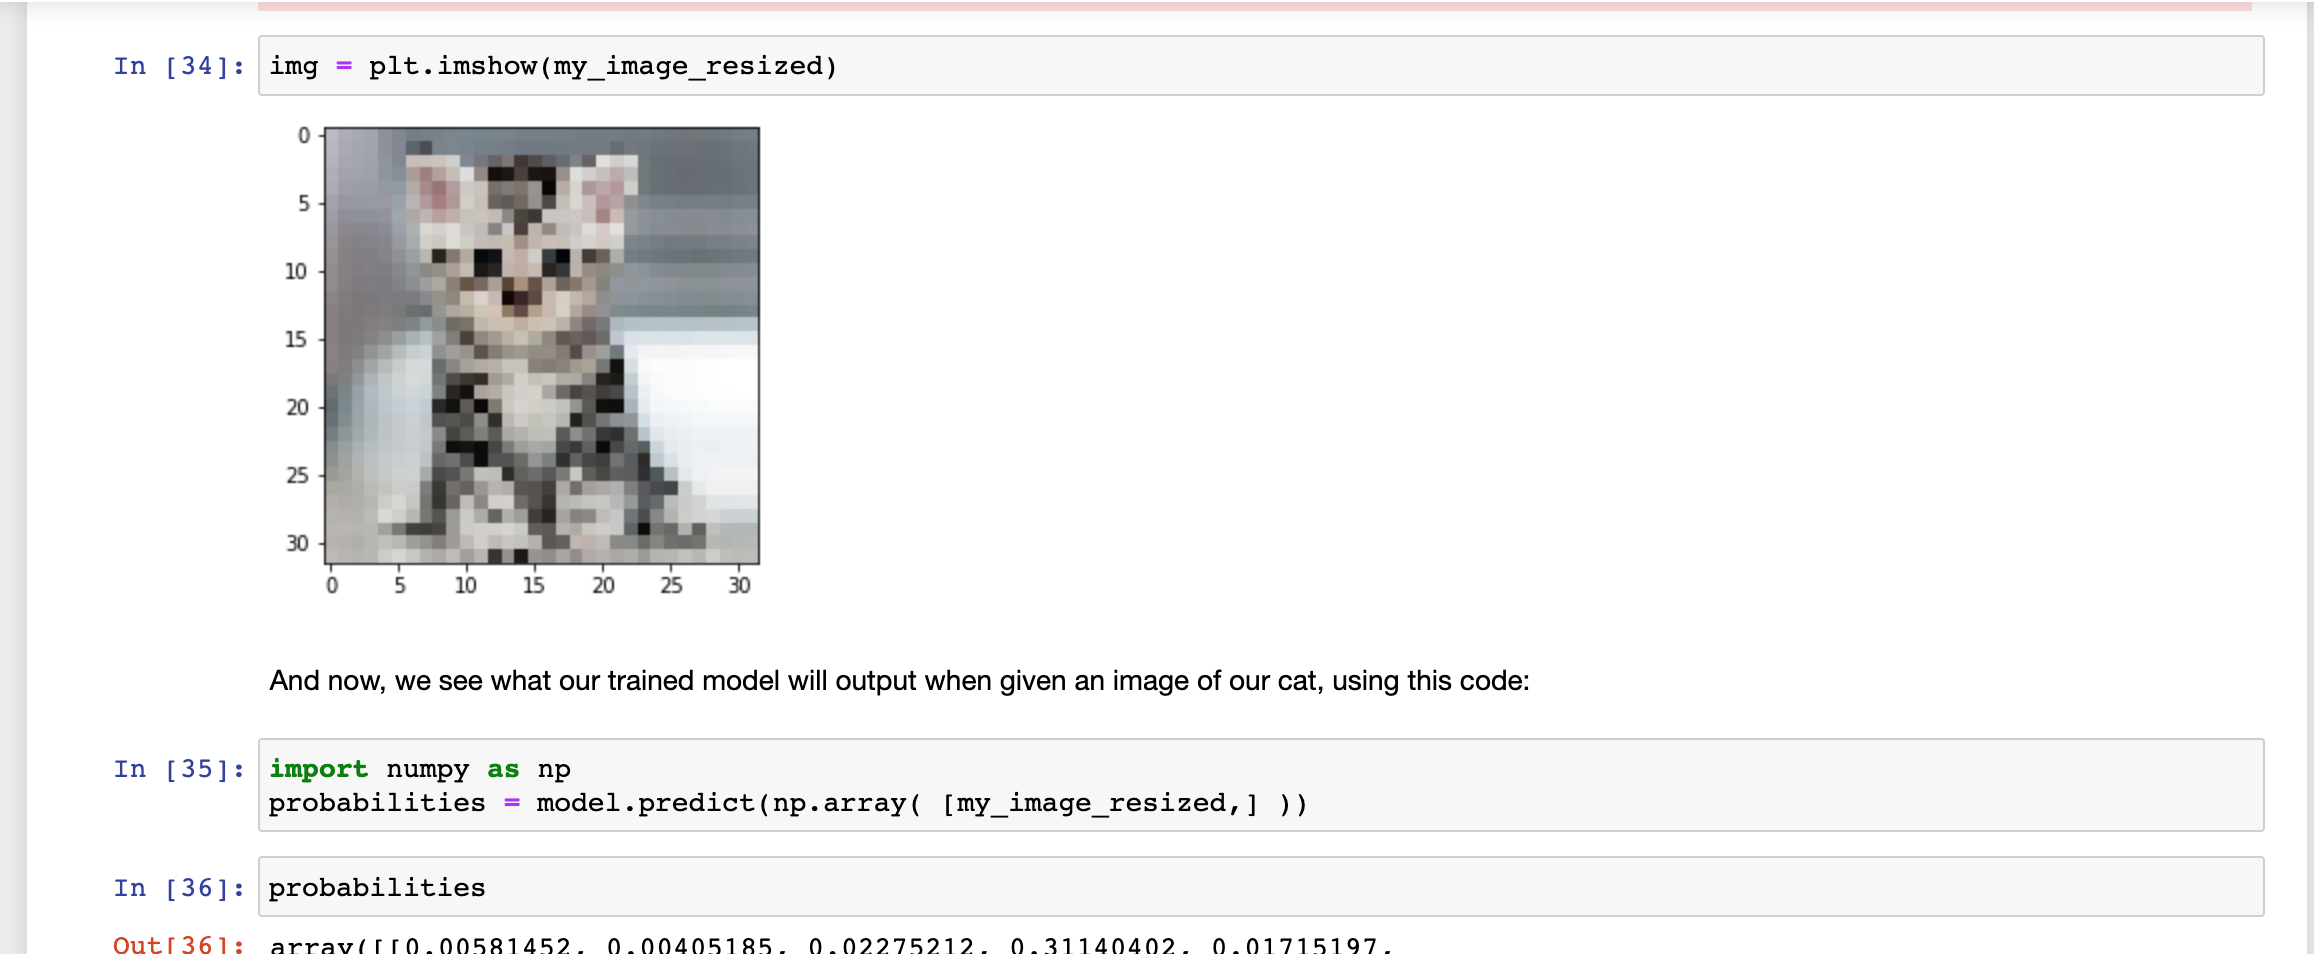 In [34]: img = plt.imshow(my_image_resized)
0
5
10
15
20
25
30
0 5 10 15 20 25 30
And now, we see what our trained model will output when given an image of our cat, using this code:
In [35]: import numpy as np
probabilities = model.predict(np.array( [my_image_resized,] ))
In [36]: probabilities
Out[36]: array([[0.00581452, 0.00405185, 0.02275212, 0.31140402, 0.01715197,